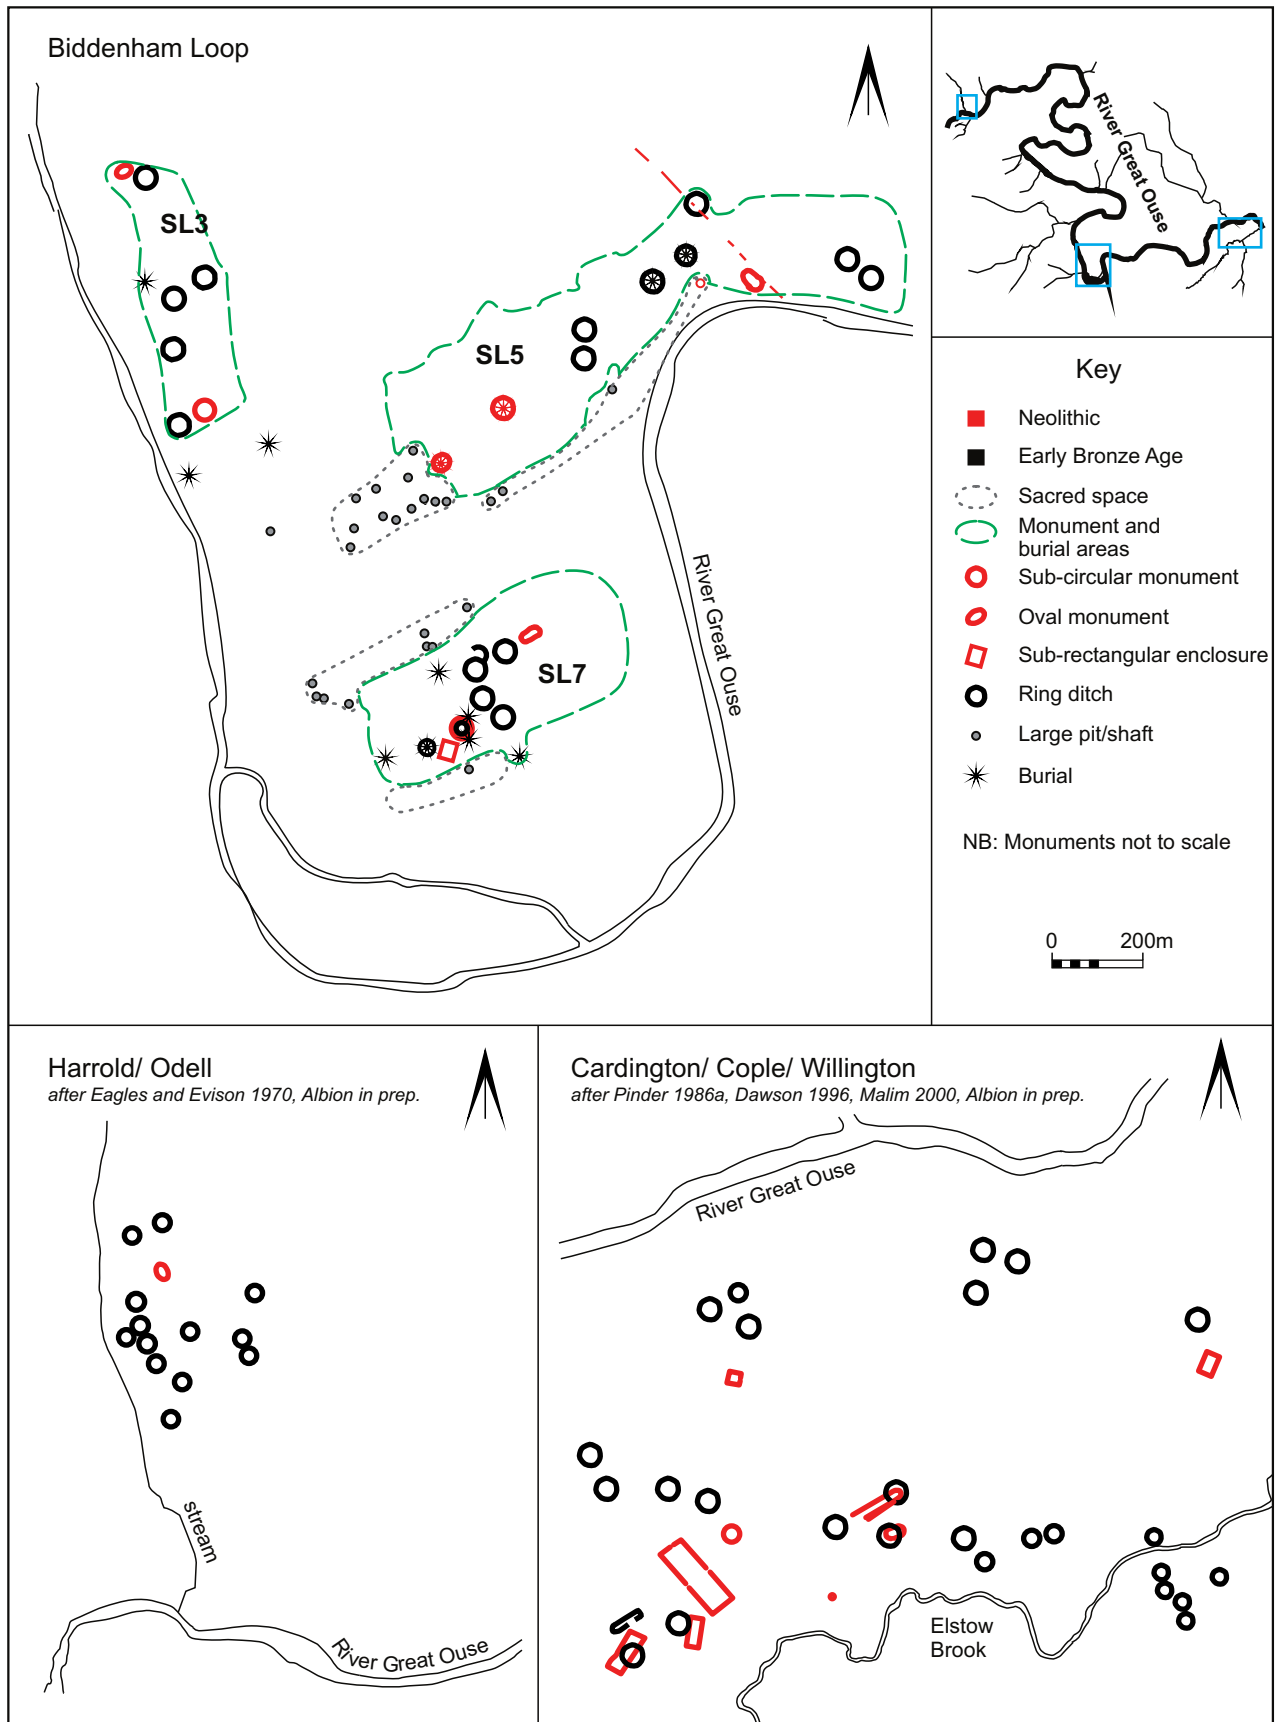 Biddenham Loop
SL3
SL5
SL7
River Great Ouse
River Great Ouse
Key
Neolithic
Early Bronze Age
Sacred space
Monument and
burial areas
Sub-circular monument
Oval monument
Sub-rectangular enclosure
Ring ditch
Large pit/shaft
Burial
NB: Monuments not to scale
0 200m
Harrold/ Odell
after Eagles and Evison 1970, Albion in prep.
stream
River Great Ouse
Cardington/ Cople/ Willington
after Pinder 1986a, Dawson 1996, Malim 2000, Albion in prep.
River Great Ouse
Elstow
Brook